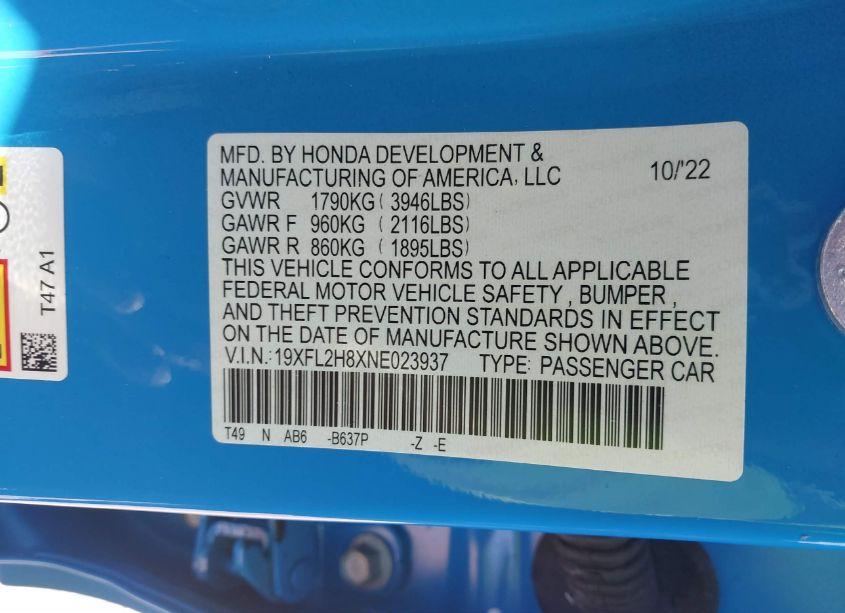 MFD. BY HONDA DEVELOPMENT &
MANUFACTURING OF AMERICA, LLC 10/'22
GVWR 1790KG ( 3946LBS)
GAWR F 960KG ( 2116LBS)
GAWR R 860KG ( 1895LBS)
THIS VEHICLE CONFORMS TO ALL APPLICABLE
FEDERAL MOTOR VEHICLE SAFETY , BUMPER ,
AND THEFT PREVENTION STANDARDS IN EFFECT
ON THE DATE OF MANUFACTURE SHOWN ABOVE.
V.I.N.: 19XFL2H8XNE023937 TYPE: PASSENGER CAR
T49 N AB6 -B637P -Z -E
T47 A1